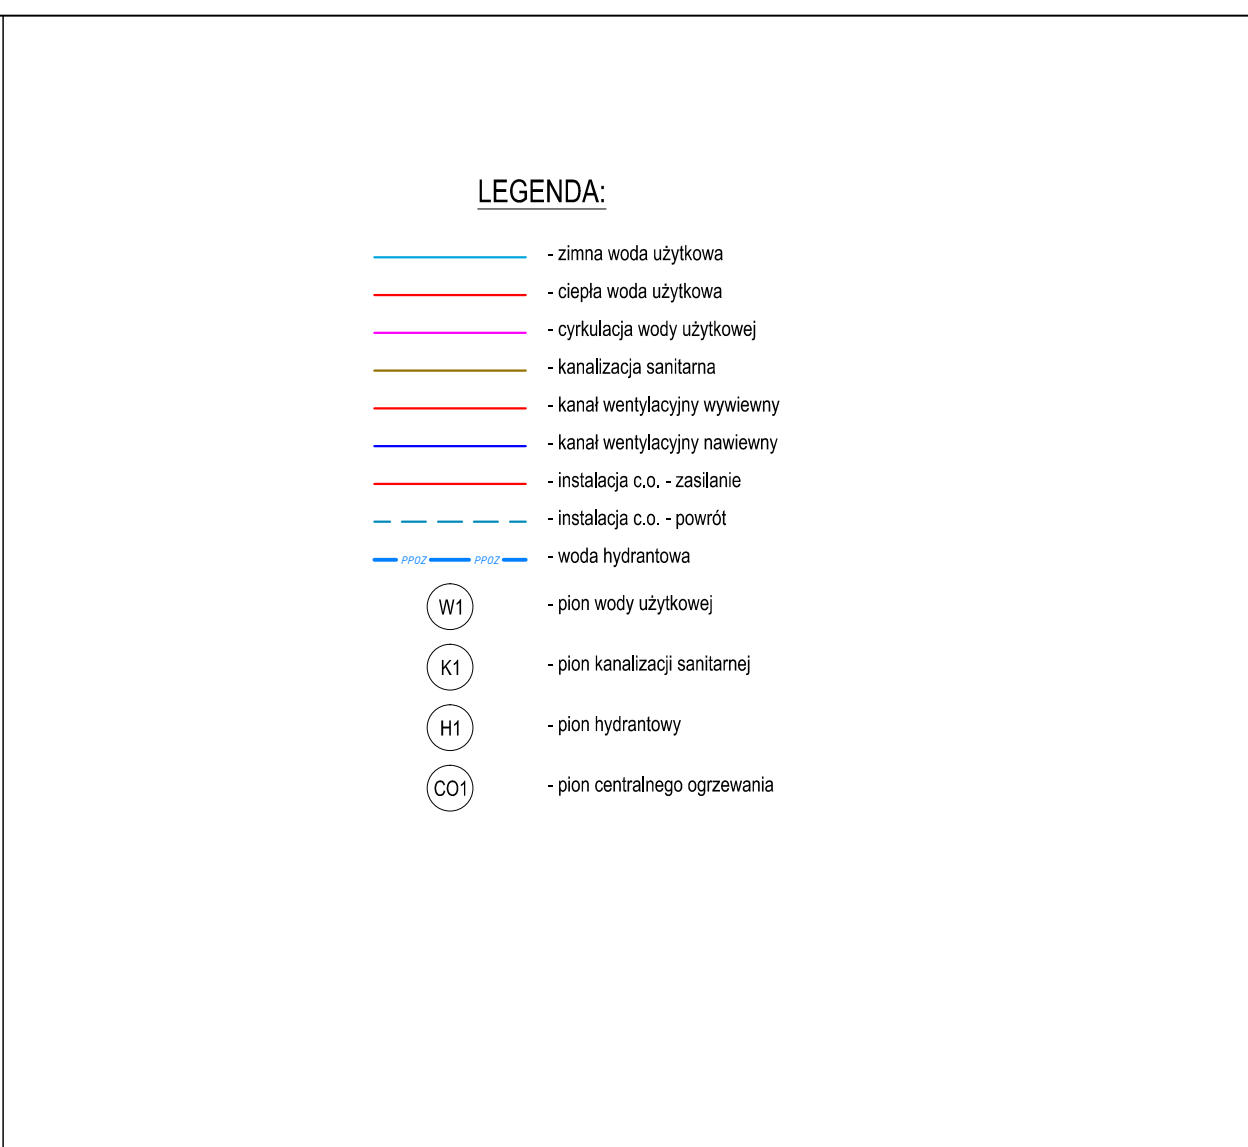 LEGENDA:
- zimna woda użytkowa
- ciepła woda użytkowa
- cyrkulacja wody użytkowej
- kanalizacja sanitarna
- kanał wentylacyjny wywiewny
- kanał wentylacyjny nawiewny
- instalacja c.o. - zasilanie
- instalacja c.o. - powrót
PPOZ PPOZ - woda hydrantowa
W1 - pion wody użytkowej
K1 - pion kanalizacji sanitarnej
H1 - pion hydrantowy
CO1 - pion centralnego ogrzewania